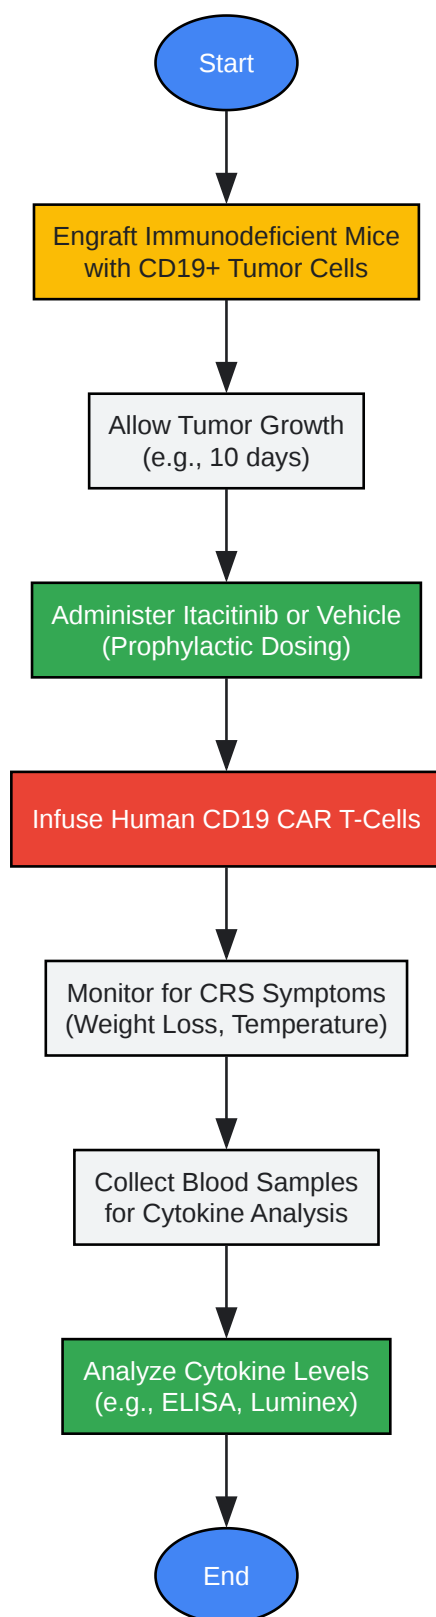 Start
Engraft Immunodeficient Mice
with CD19+ Tumor Cells
Allow Tumor Growth
(e.g., 10 days)
Administer Itacitinib or Vehicle
(Prophylactic Dosing)
Infuse Human CD19 CAR T-Cells
Monitor for CRS Symptoms
(Weight Loss, Temperature)
Collect Blood Samples
for Cytokine Analysis
Analyze Cytokine Levels
(e.g., ELISA, Luminex)
End